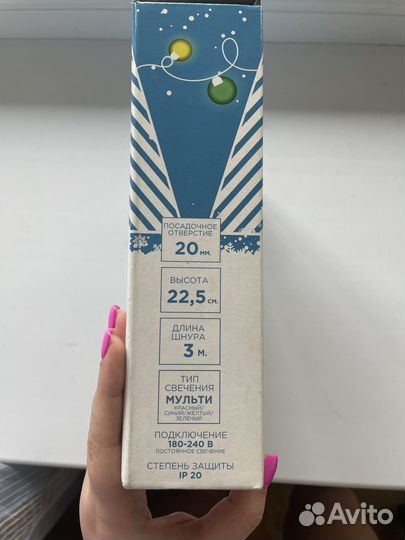 ПОСАДОЧНОЕ
ОТВЕРСТИЕ
20 ММ.
ВЫСОТА
22,5 СМ.
ДЛИНА
ШНУРА
3 М.
ТИП
СВЕЧЕНИЯ
МУЛЬТИ
КРАСНЫЙ/
СИНИЙ/ЖЕЛТЫЙ/
ЗЕЛЕНЫЙ
ПОДКЛЮЧЕНИЕ
180-240 В
ПОСТОЯННОЕ СВЕЧЕНИЕ
СТЕПЕНЬ ЗАЩИТЫ
IP 20
Avito